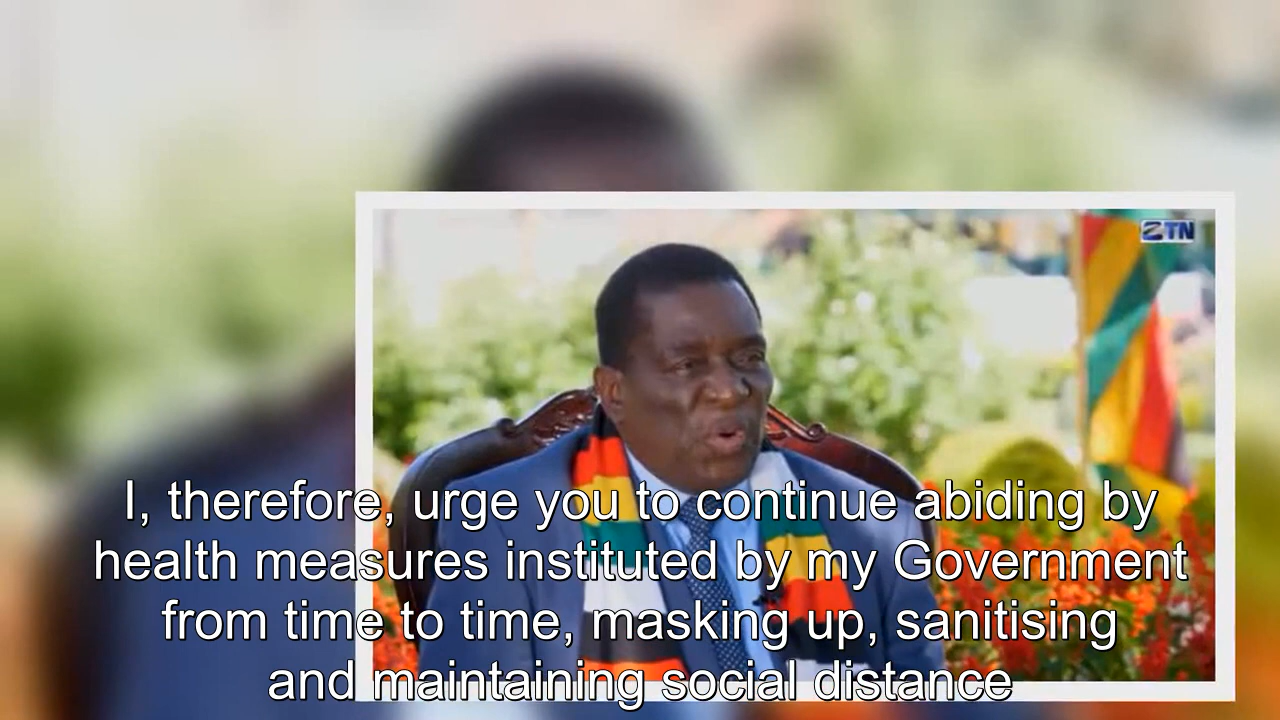 ZTN
I, therefore, urge you to continue abiding by
health measures instituted by my Government
from time to time, masking up, sanitising
and maintaining social distance